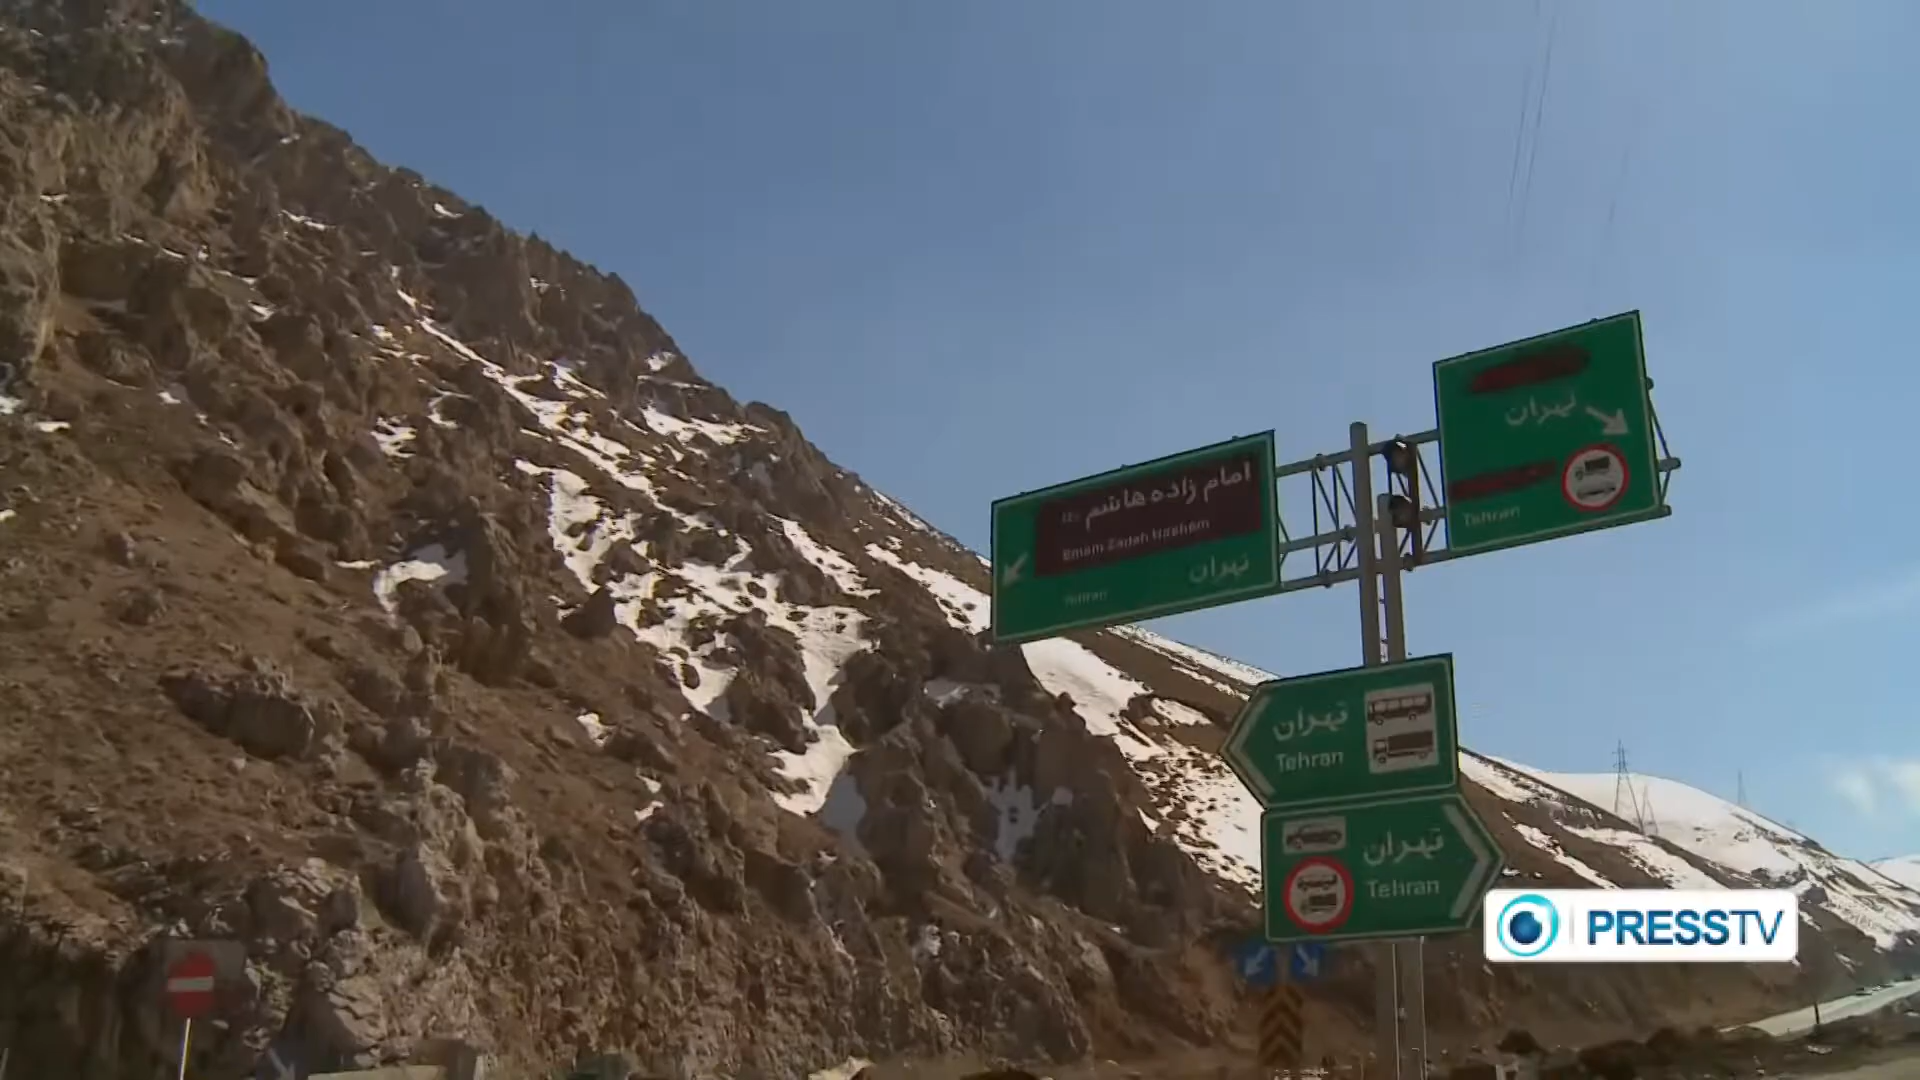 امام زاده هاشم
Emam Zadeh Hashem
تهران
Tehran
تهران
Tehran
تهران
Tehran
تهران
Tehran
PRESSTV